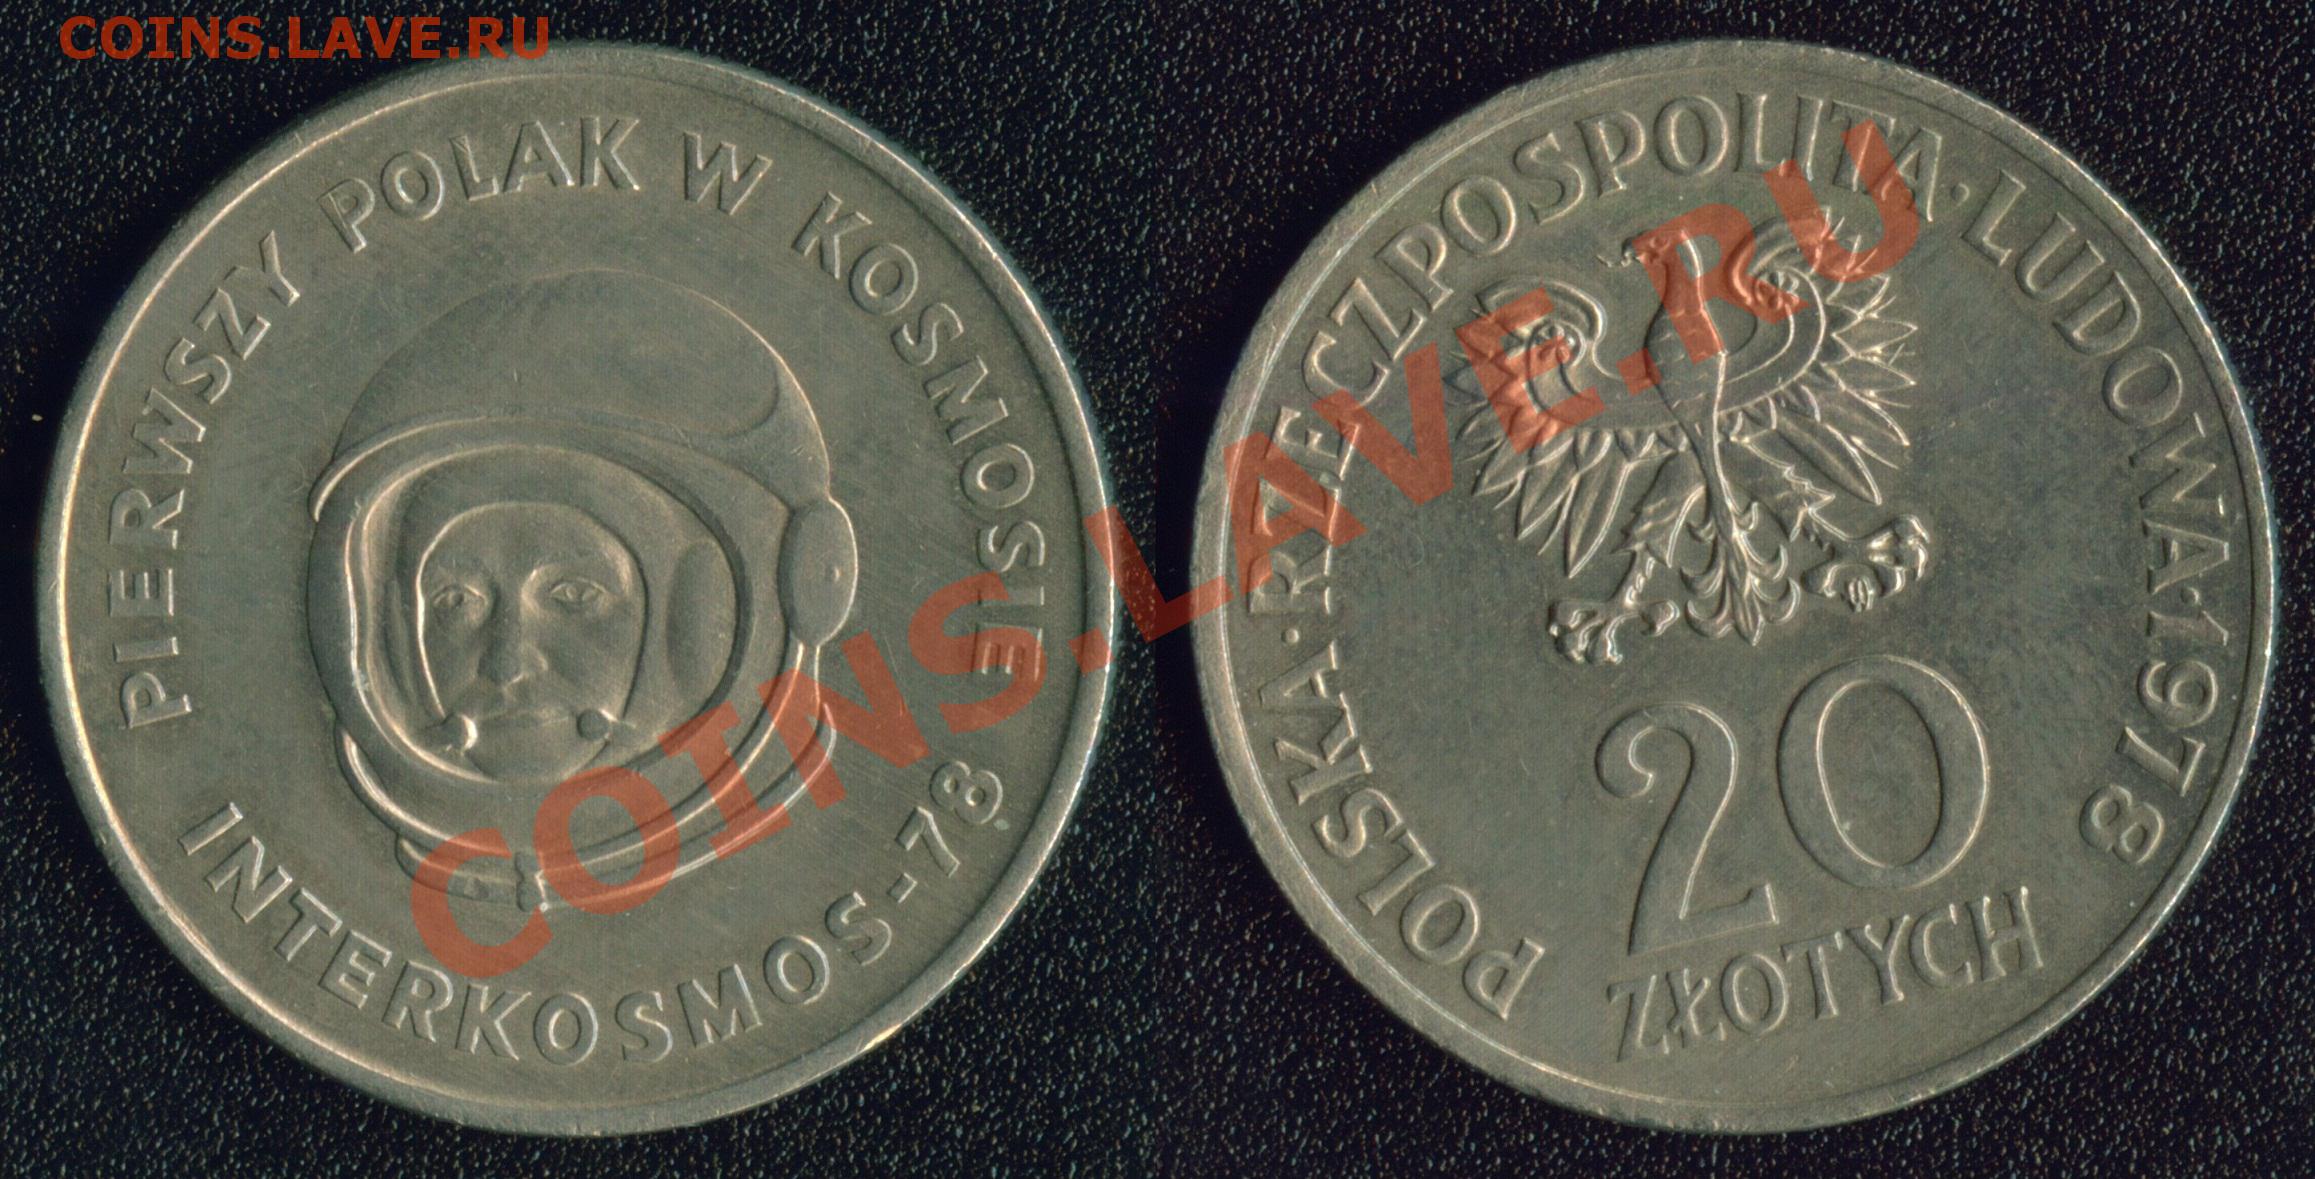 COINS.LAVE.RU
PIERWSZY POLAK W KOSMOSIE
INTERKOSMOS-78
POLSKA·RZECZPOSPOLITA·LUDOWA·1978
20
ZŁOTYCH
COINS.LAVE.RU